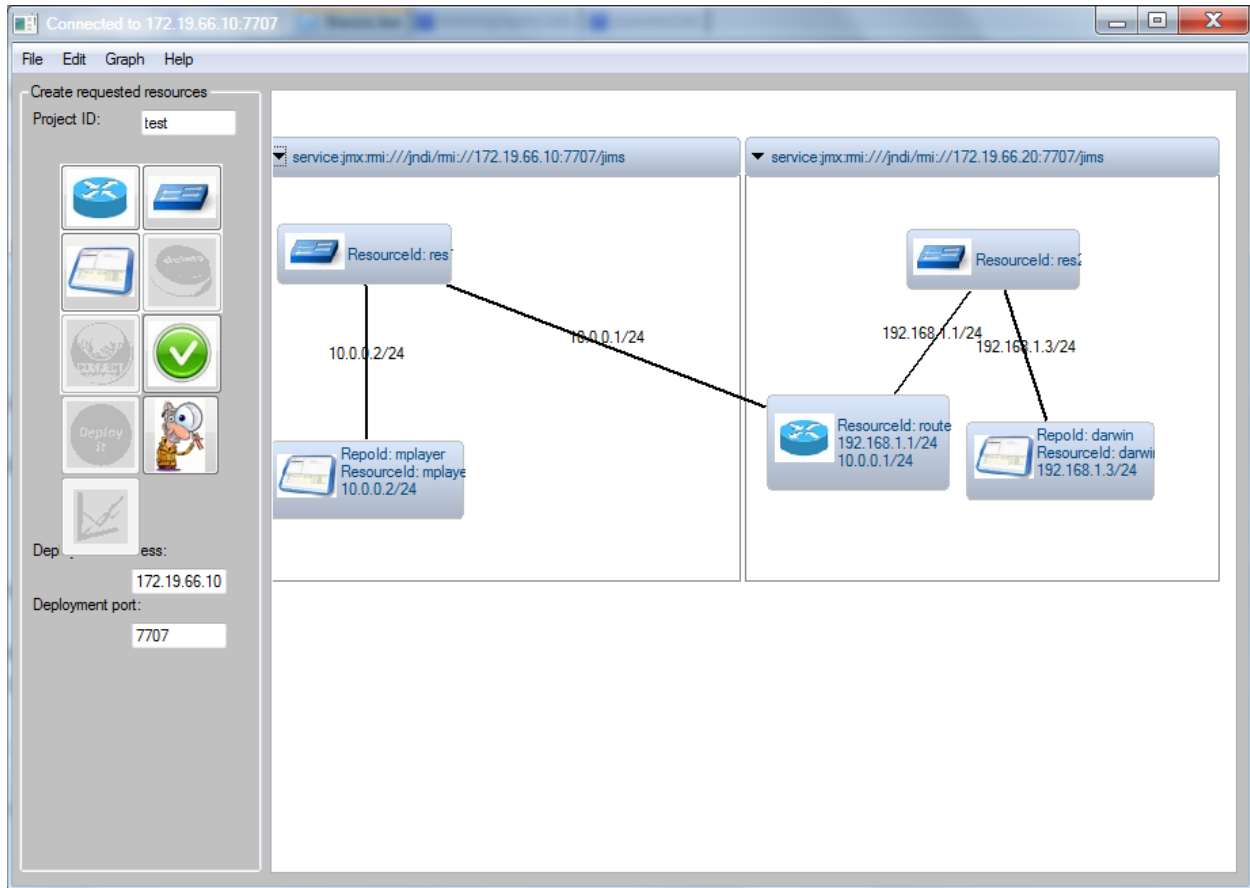 Connected to 172.19.66.10:7707
File Edit Graph Help
Create requested resources
Project ID: test
Deploy it
Dep ess:
172.19.66.10
Deployment port:
7707
service:jmx:rmi:///jndi/rmi://172.19.66.10:7707/jims
ResourceId: res
10.0.0.2/24
10.0.0.1/24
RepoId: mplayer
ResourceId: mplaye
10.0.0.2/24
service:jmx:rmi:///jndi/rmi://172.19.66.20:7707/jims
ResourceId: res2
192.168.1.1/24
192.168.1.3/24
ResourceId: route
192.168.1.1/24
10.0.0.1/24
RepoId: darwin
ResourceId: darwi
192.168.1.3/24